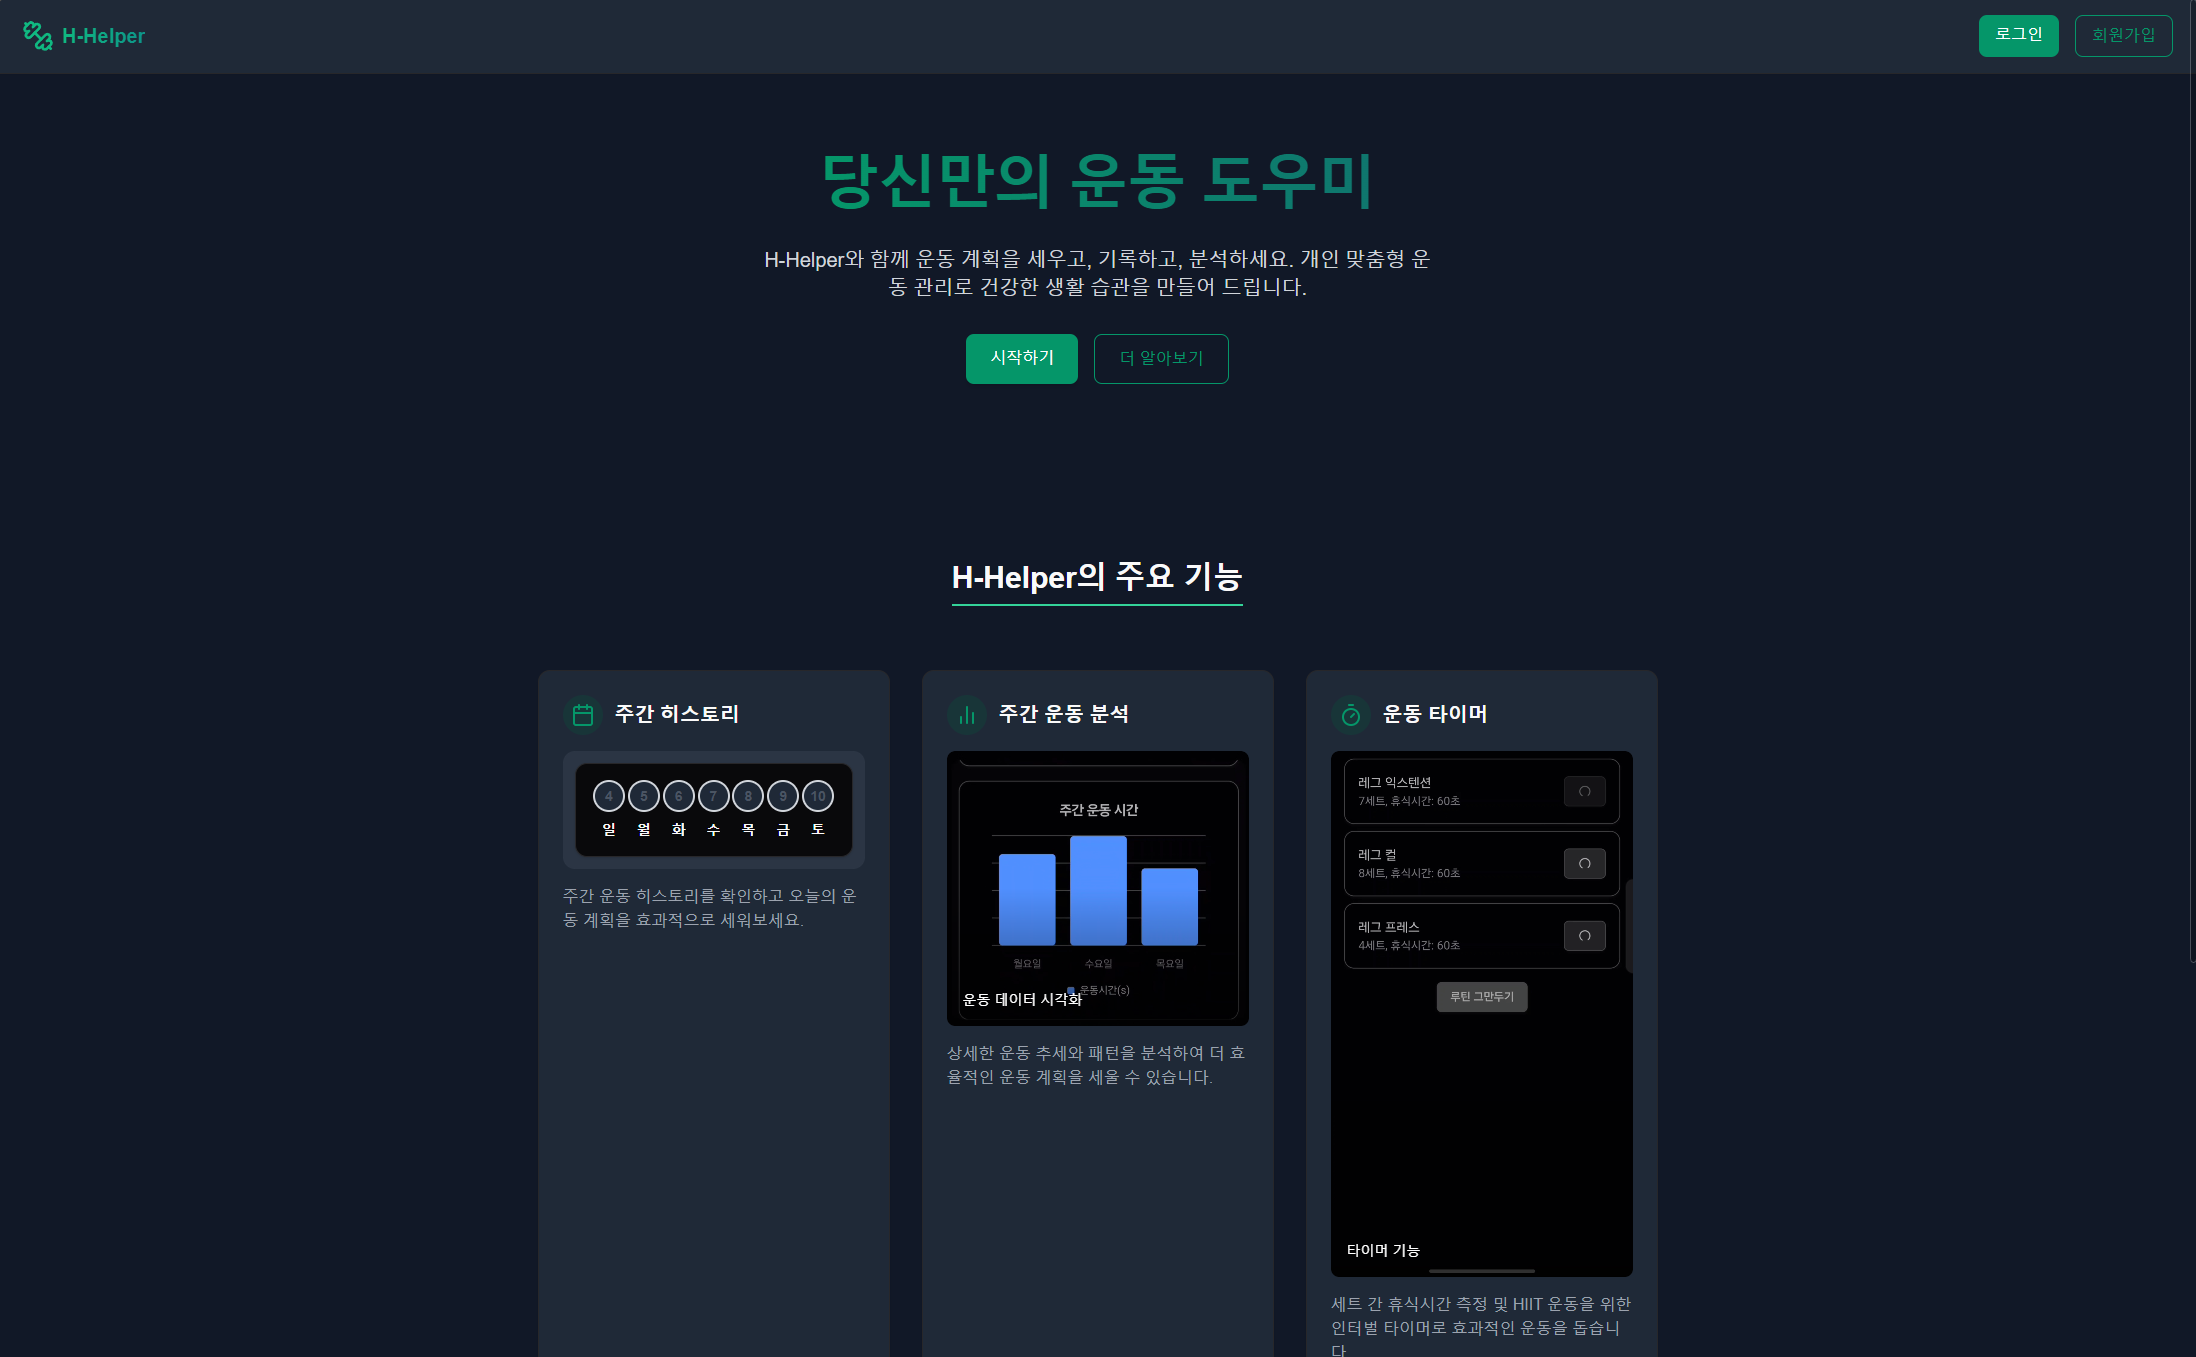 H-Helper
로그인
회원가입
당신만의 운동 도우미
H-Helper와 함께 운동 계획을 세우고, 기록하고, 분석하세요. 개인 맞춤형 운
동 관리로 건강한 생활 습관을 만들어 드립니다.
시작하기
더 알아보기
H-Helper의 주요 기능
주간 히스토리
4 5 6 7 8 9 10
일 월 화 수 목 금 토
주간 운동 히스토리를 확인하고 오늘의 운
동 계획을 효과적으로 세워보세요.
주간 운동 분석
주간 운동 시간
월요일 수요일 목요일
운동시간(s)
운동 데이터 시각화
상세한 운동 추세와 패턴을 분석하여 더 효
율적인 운동 계획을 세울 수 있습니다.
운동 타이머
레그 익스텐션
7세트, 휴식시간: 60초
레그 컬
8세트, 휴식시간: 60초
레그 프레스
4세트, 휴식시간: 60초
루틴 그만두기
타이머 기능
세트 간 휴식시간 측정 및 HIIT 운동을 위한
인터벌 타이머로 효과적인 운동을 돕습니
다